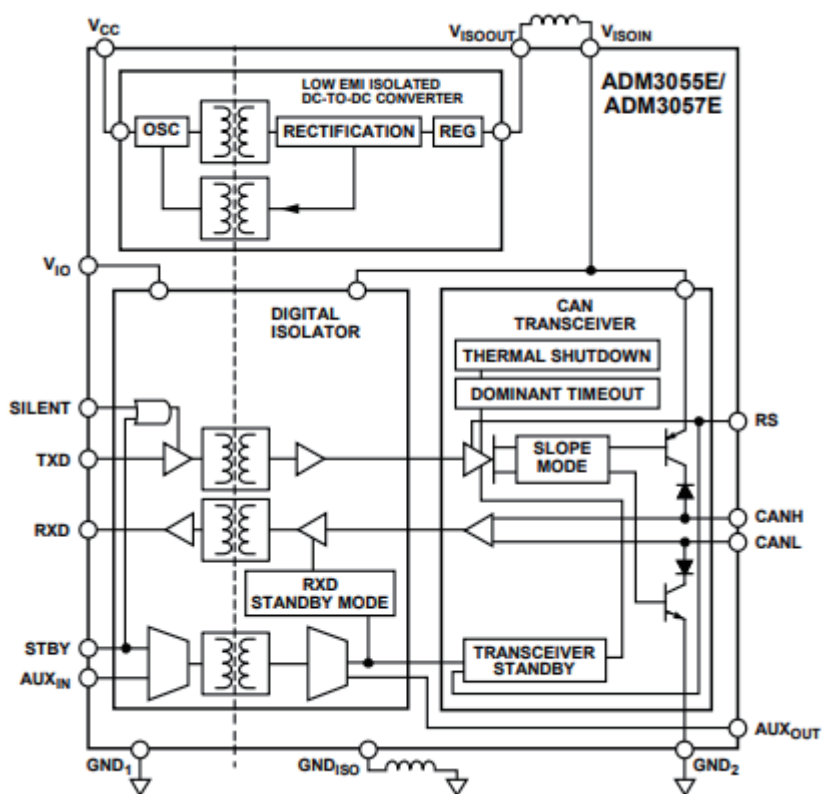 VCC
VISOOUT
VISOIN
ADM3055E/
ADM3057E
LOW EMI ISOLATED
DC-TO-DC CONVERTER
OSC
RECTIFICATION
REG
VIO
DIGITAL
ISOLATOR
CAN
TRANSCEIVER
THERMAL SHUTDOWN
DOMINANT TIMEOUT
SILENT
RS
TXD
SLOPE
MODE
RXD
CANH
CANL
RXD
STANDBY MODE
STBY
TRANSCEIVER
STANDBY
AUXIN
AUXOUT
GND1
GNDISO
GND2